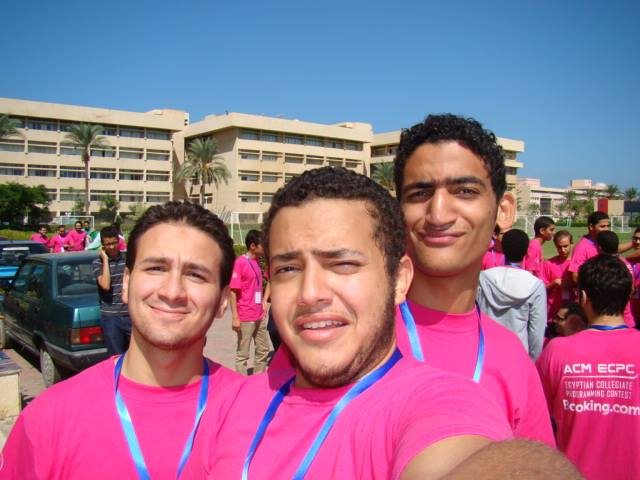 ACM ECPC
EGYPTIAN COLLEGIATE
PROGRAMMING CONTEST
Booking.com